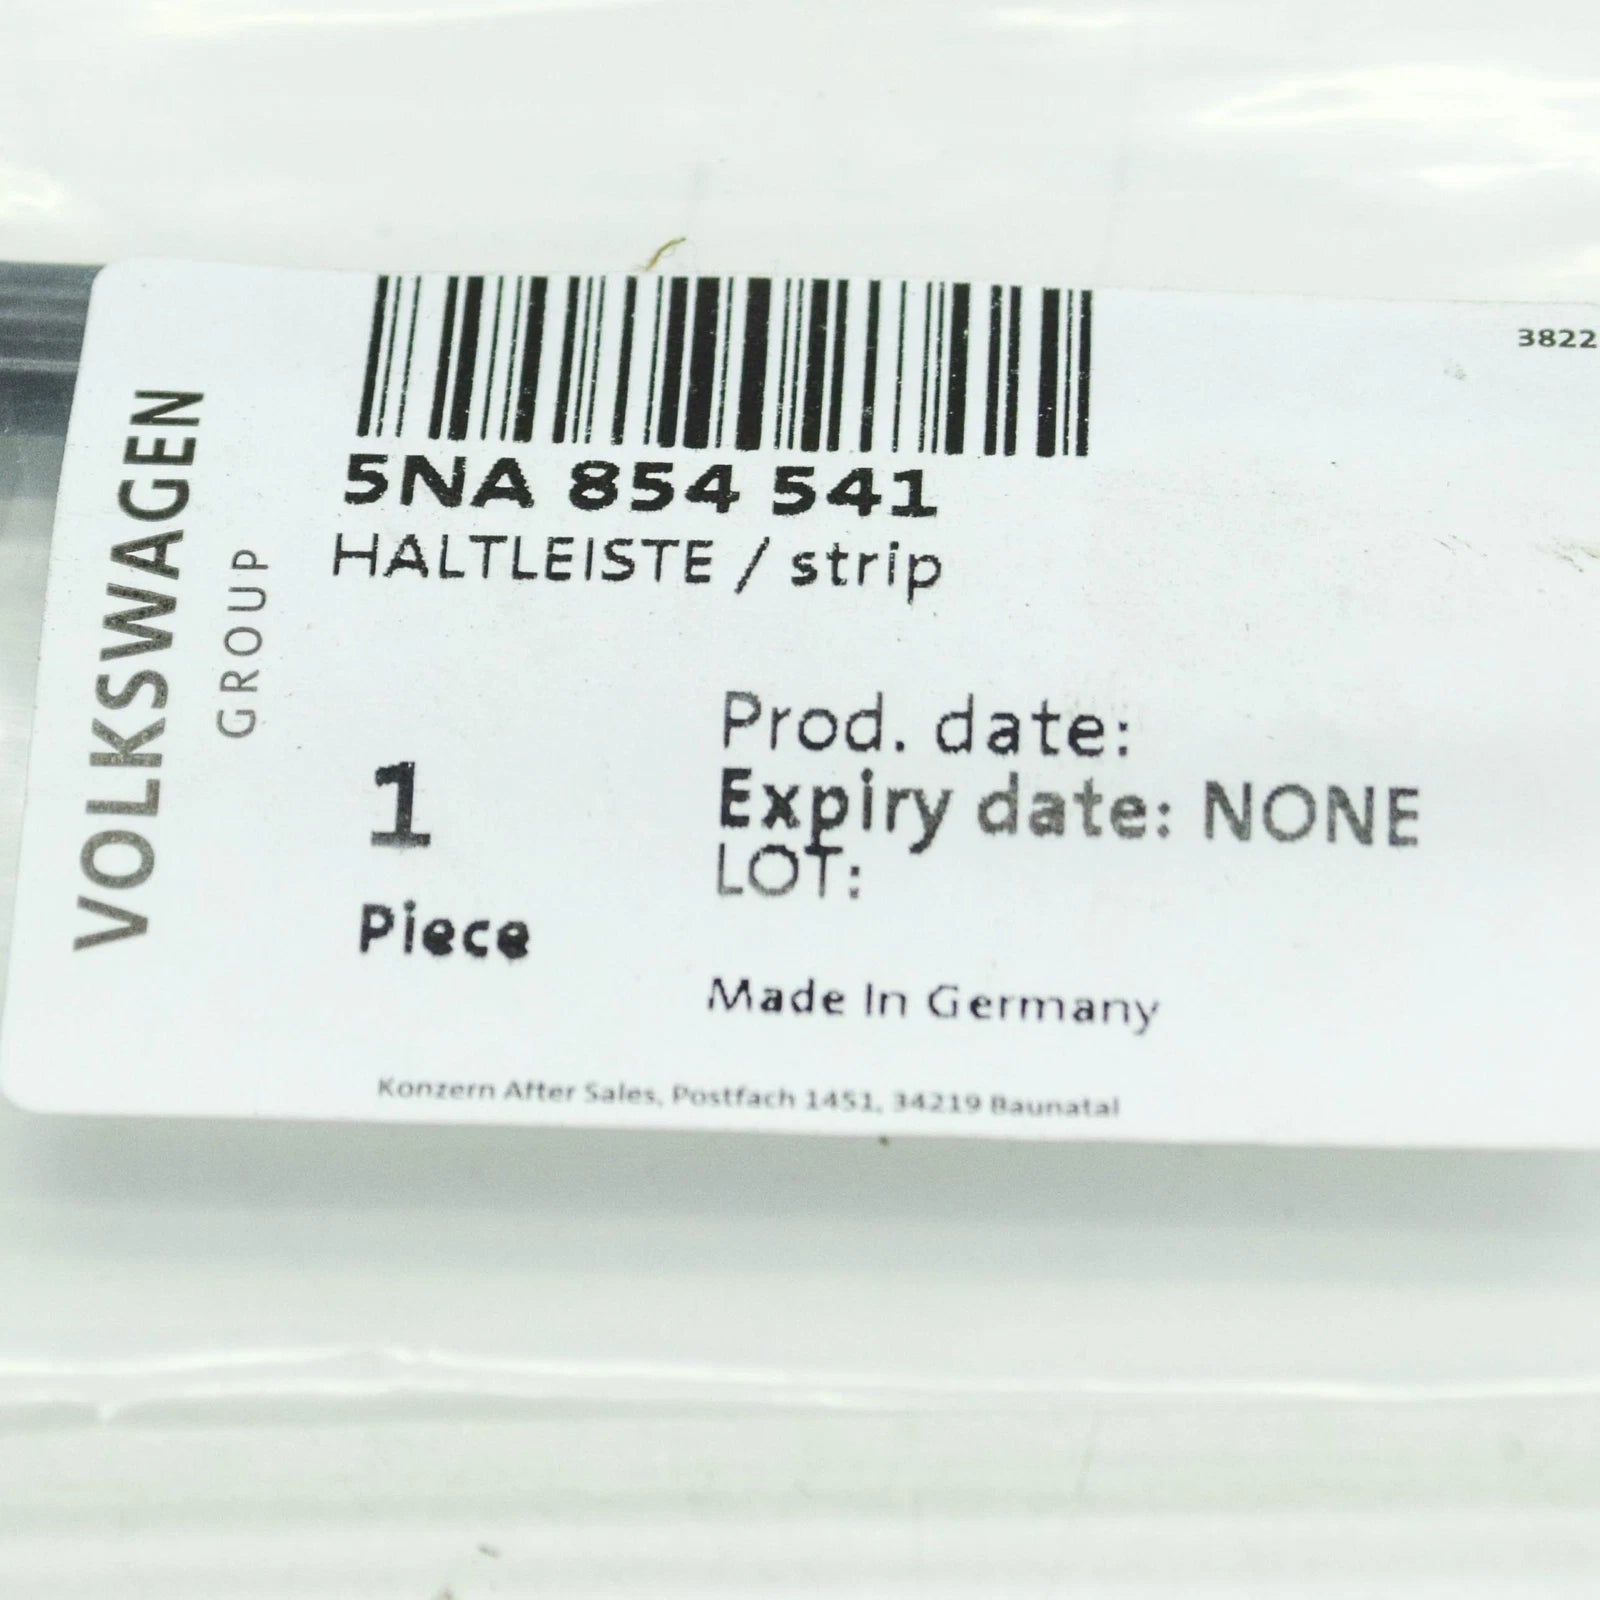 3822
5NA 854 541
HALTLEISTE / strip
VOLKSWAGEN
GROUP
Prod. date:
Expiry date: NONE
LOT:
1
Piece
Made In Germany
Konzern After Sales, Postfach 1451, 34219 Baunatal